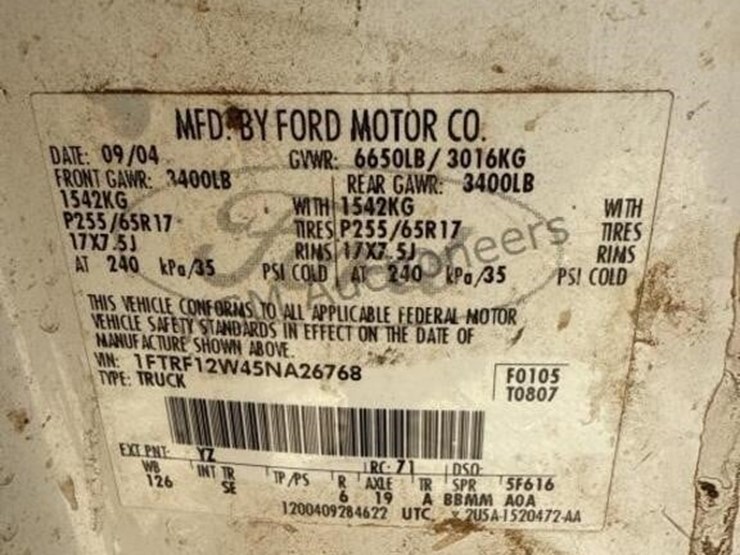 MFD. BY FORD MOTOR CO.
DATE: 09/04 GVWR: 6650LB/ 3016KG
FRONT GAWR: 3400LB REAR GAWR: 3400LB
1542KG WITH 1542KG WITH
P255/65R17 TIRES P255/65R17 TIRES
17X7.5J RIMS 17X7.5J RIMS
AT 240 kPa/35 PSI COLD AT 240 kPa/35 PSI COLD
THIS VEHICLE CONFORMS TO ALL APPLICABLE FEDERAL MOTOR
VEHICLE SAFETY STANDARDS IN EFFECT ON THE DATE OF
MANUFACTURE SHOWN ABOVE.
VIN: 1FTRF12W45NA26768 F0105
TYPE: TRUCK T0807
EXT PNT: YZ RC: 71 DSO:
WB INT TR TP/PS R AXLE TR SPR 5F616
126 SE 6 19 A BBMM AOA
1200409284622 UTC 2USA-1520472-AA
Auctioneers